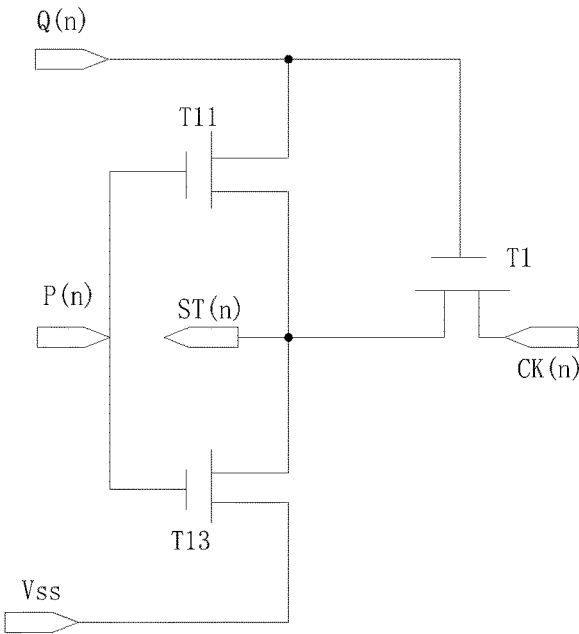 Q(n)
T11
T1
P(n)
ST(n)
CK(n)
T13
Vss